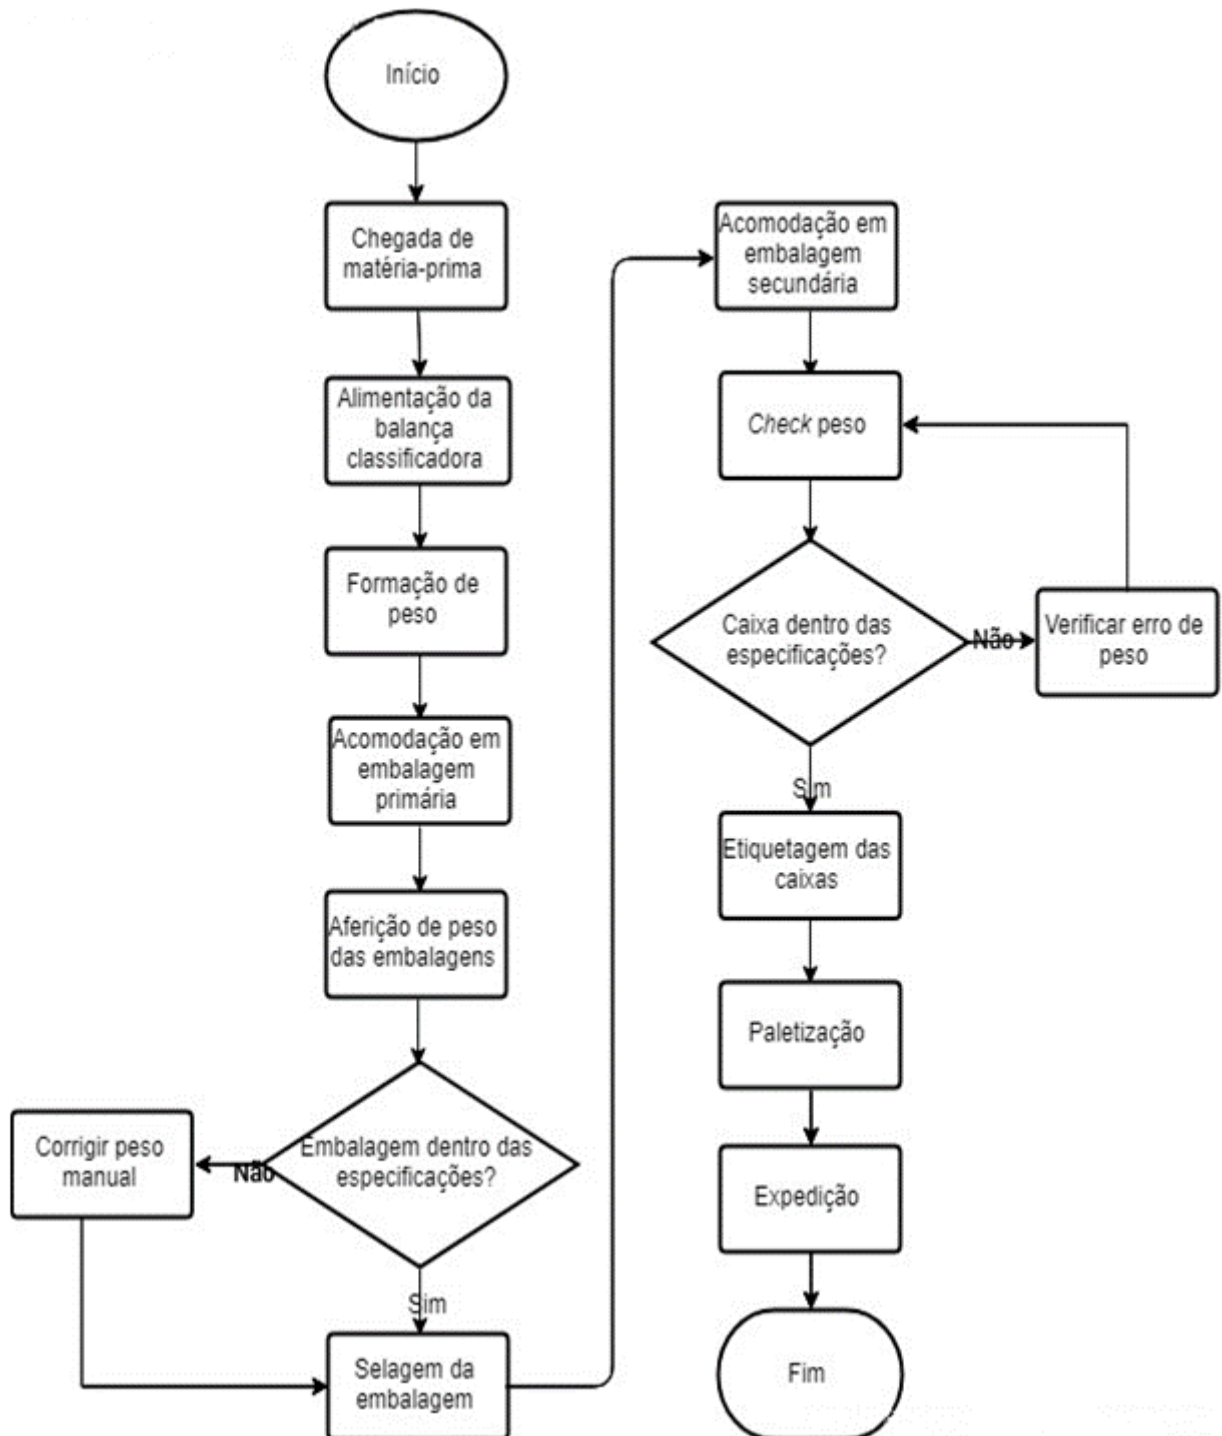 Início
Chegada de
matéria-prima
Alimentação da
balança
classificadora
Formação de
peso
Acomodação em
embalagem
primária
Aferição de peso
das embalagens
Embalagem dentro das
especificações?
Não
Corrigir peso
manual
Sim
Selagem da
embalagem
Acomodação em
embalagem
secundária
Check peso
Caixa dentro das
especificações?
Não
Verificar erro de
peso
Sim
Etiquetagem das
caixas
Paletização
Expedição
Fim